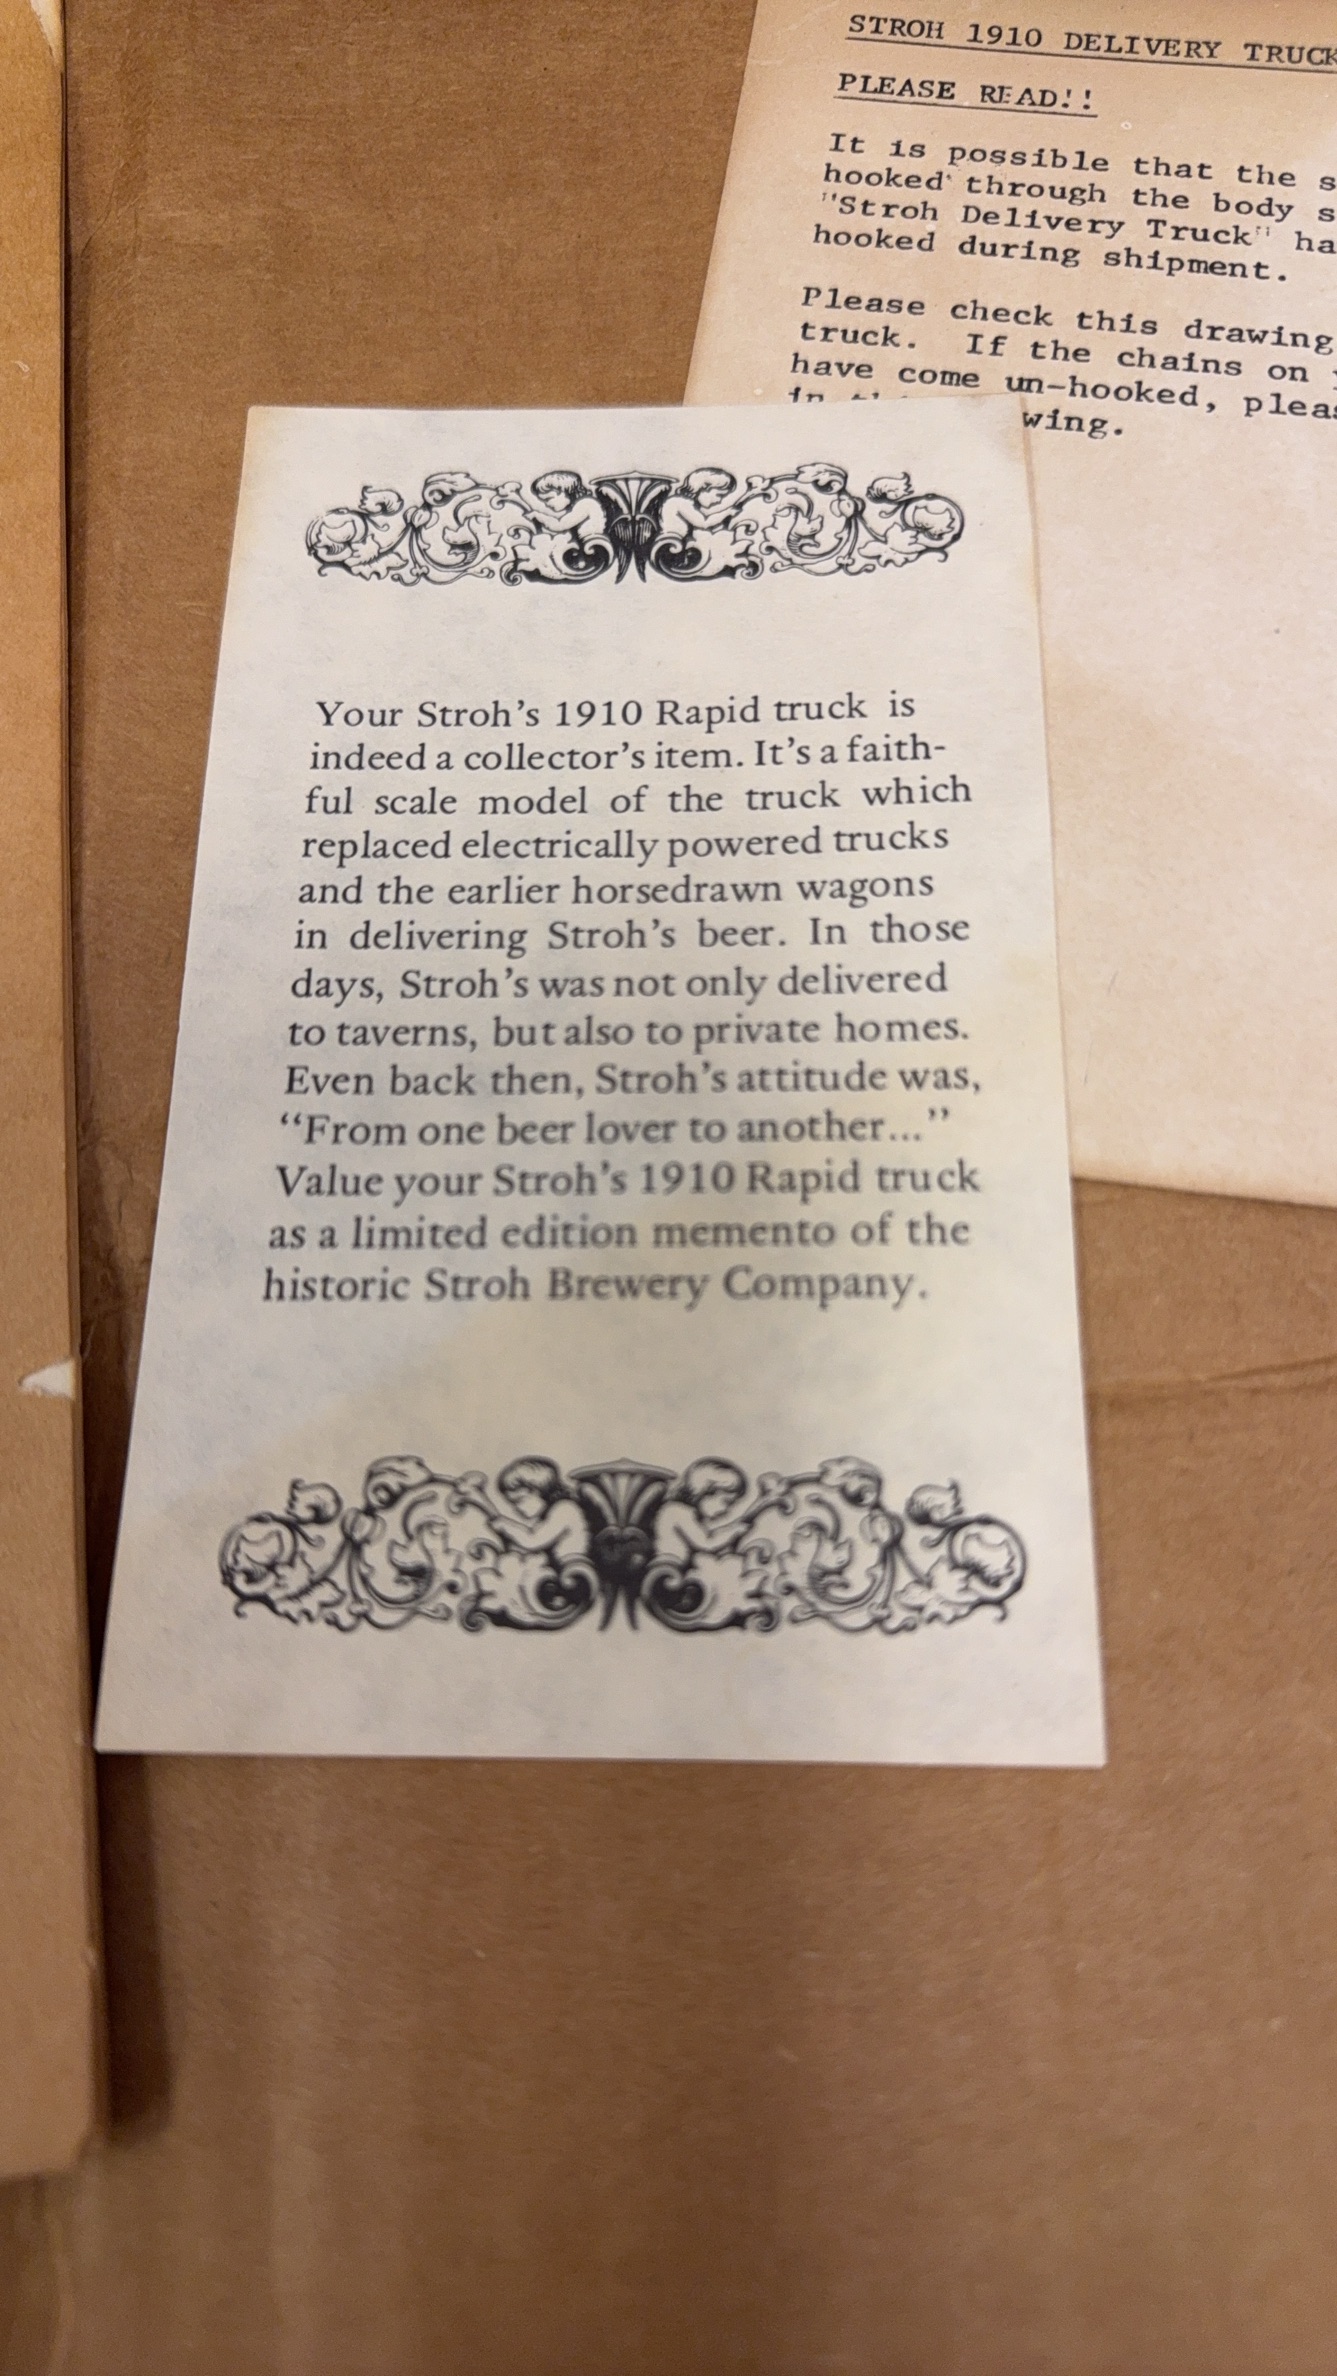 STROH 1910 DELIVERY TRUCK
PLEASE READ!!
It is possible that the
hooked through the body
"Stroh Delivery Truck"
hooked during shipment.
Please check this drawing
truck. If the chains on
have come un-hooked,
in
wing.
Your Stroh's 1910 Rapid truck is
indeed a collector's item. It's a faith-
ful scale model of the truck which
replaced electrically powered trucks
and the earlier horsedrawn wagons
in delivering Stroh's beer. In those
days, Stroh's was not only delivered
to taverns, but also to private homes.
Even back then, Stroh's attitude was,
“From one beer lover to another...”
Value your Stroh's 1910 Rapid truck
as a limited edition memento of the
historic Stroh Brewery Company.